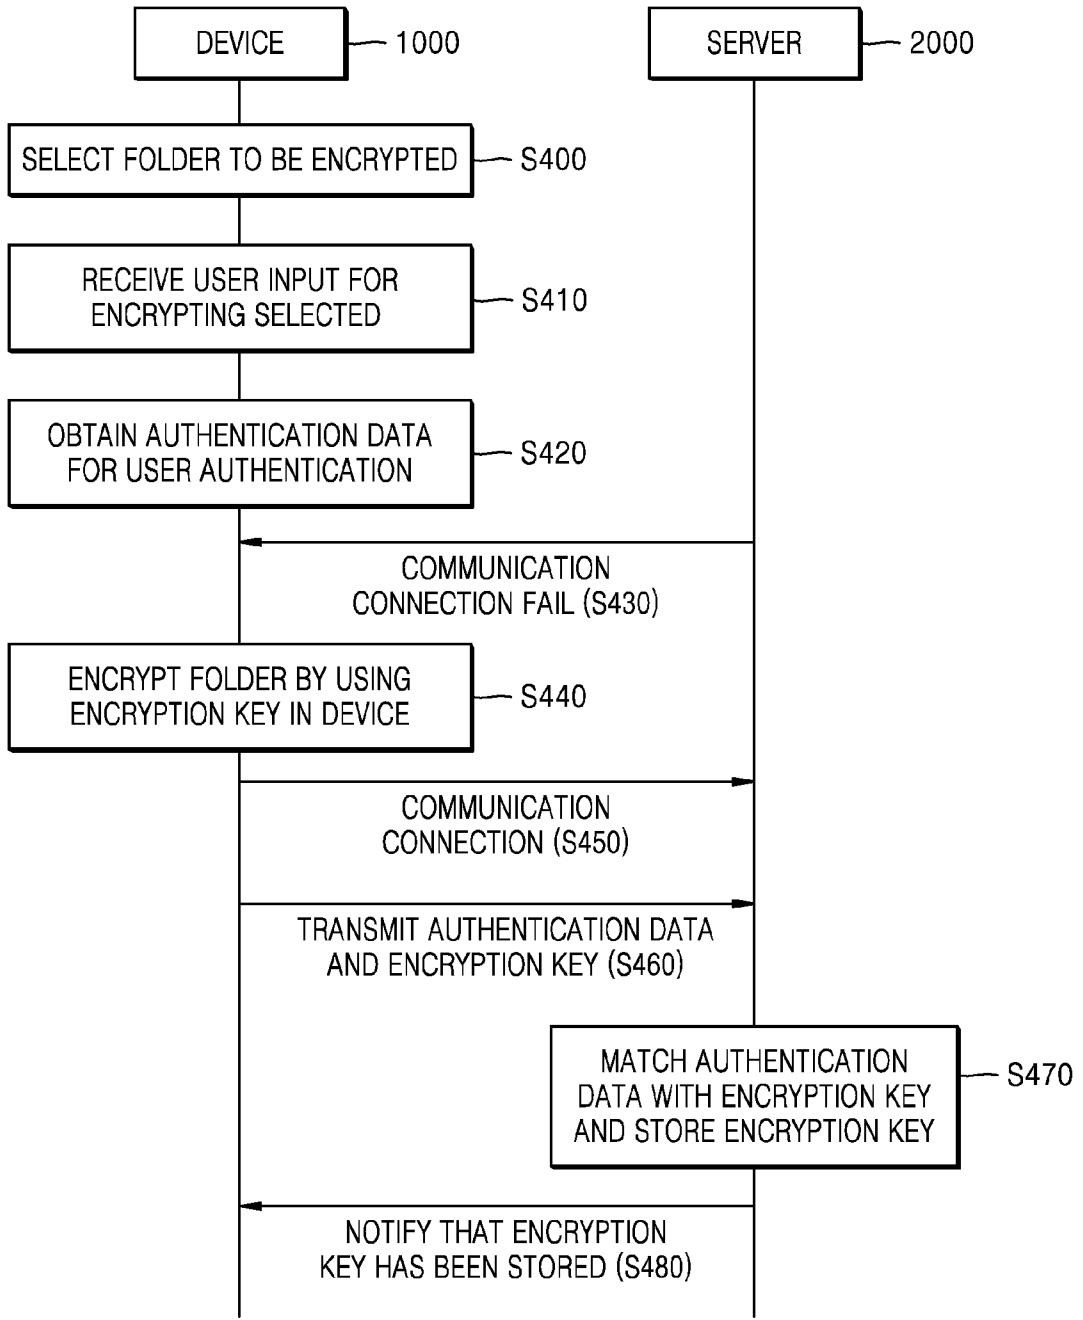 DEVICE 1000
SERVER 2000
SELECT FOLDER TO BE ENCRYPTED S400
RECEIVE USER INPUT FOR
ENCRYPTING SELECTED
S410
OBTAIN AUTHENTICATION DATA
FOR USER AUTHENTICATION
S420
COMMUNICATION
CONNECTION FAIL (S430)
ENCRYPT FOLDER BY USING
ENCRYPTION KEY IN DEVICE
S440
COMMUNICATION
CONNECTION (S450)
TRANSMIT AUTHENTICATION DATA
AND ENCRYPTION KEY (S460)
MATCH AUTHENTICATION
DATA WITH ENCRYPTION KEY
AND STORE ENCRYPTION KEY
S470
NOTIFY THAT ENCRYPTION
KEY HAS BEEN STORED (S480)